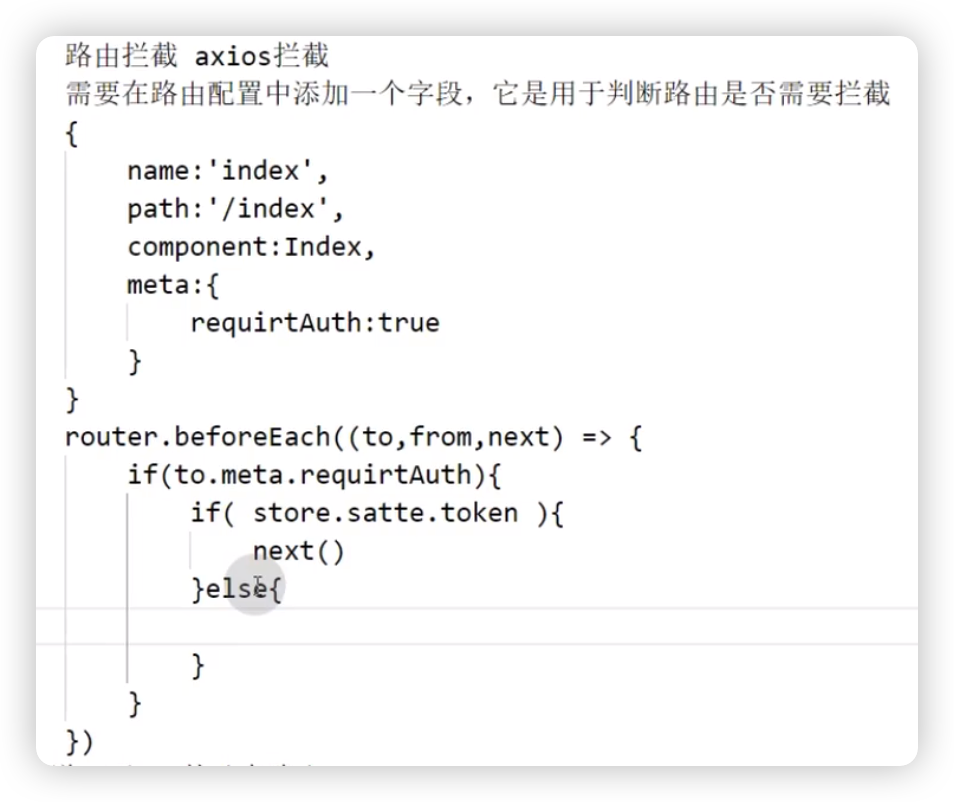 路由拦截 axios拦截
需要在路由配置中添加一个字段，它是用于判断路由是否需要拦截
{
    name:'index',
    path:'/index',
    component:Index,
    meta:{
        requirtAuth:true
    }
}
router.beforeEach((to,from,next) => {
    if(to.meta.requirtAuth){
        if( store.satte.token ){
            next()
        }else{
        }
    }
})